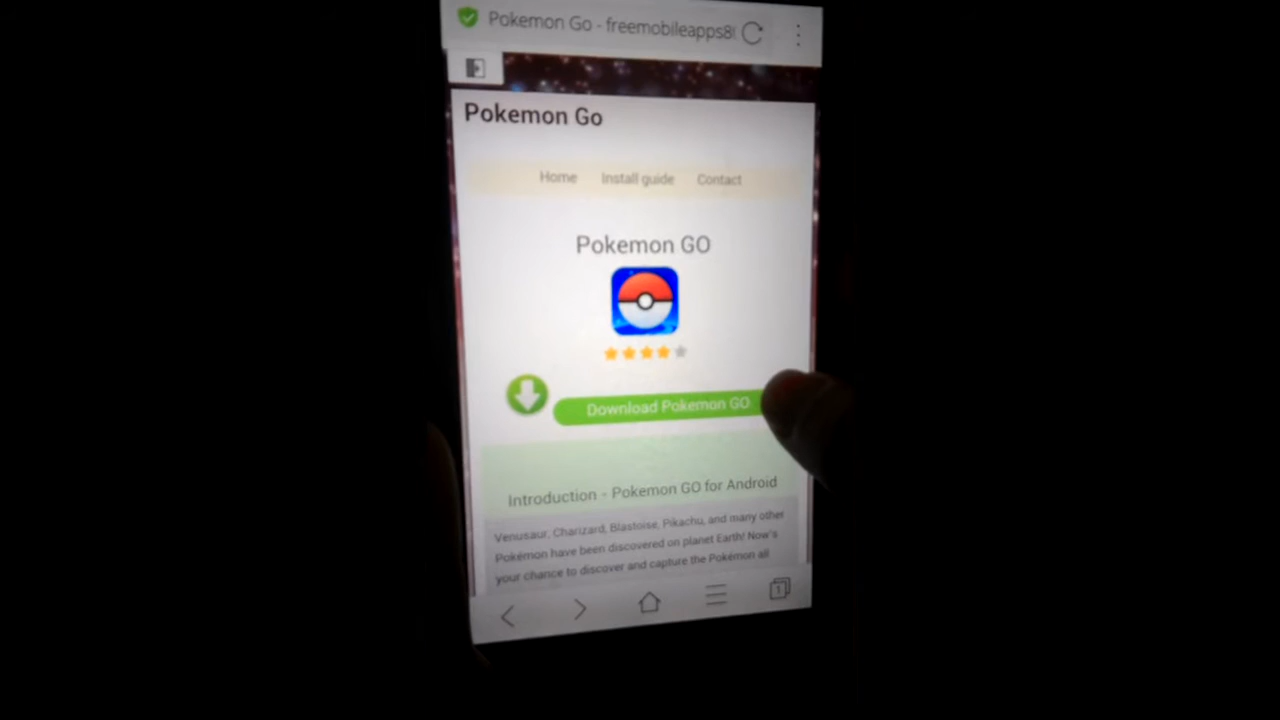 Pokemon Go - freemobileapps8
Pokemon Go
Home Install guide Contact
Pokemon GO
Download Pokemon GO
Introduction - Pokemon GO for Android
Venusaur, Charizard, Blastoise, Pikachu, and many other
Pokémon have been discovered on planet Earth! Now's
your chance to discover and capture the Pokémon all
1